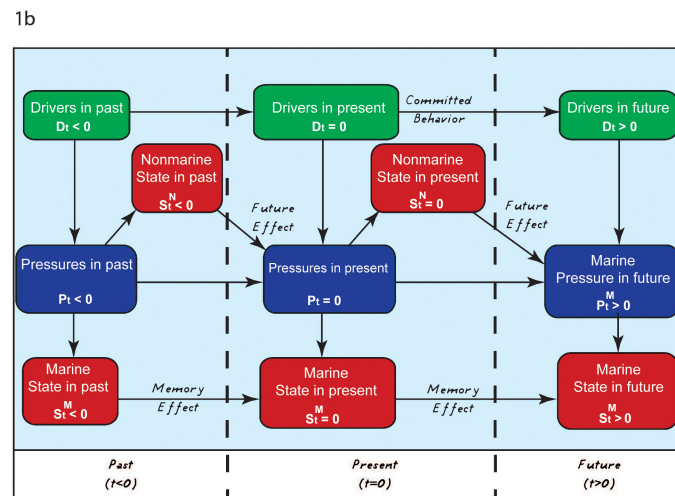 1b
Drivers in past
Dt < 0
Drivers in present
Dt = 0
Committed
Behavior
Drivers in future
Dt > 0
Nonmarine
State in past
N
St < 0
Nonmarine
State in present
N
St = 0
Future
Effect
Future
Effect
Pressures in past
Pt < 0
Pressures in present
Pt = 0
Marine
Pressure in future
M
Pt > 0
Marine
State in past
M
St < 0
Memory
Effect
Marine
State in present
M
St = 0
Memory
Effect
Marine
State in future
M
St > 0
Past
(t<0)
Present
(t=0)
Future
(t>0)